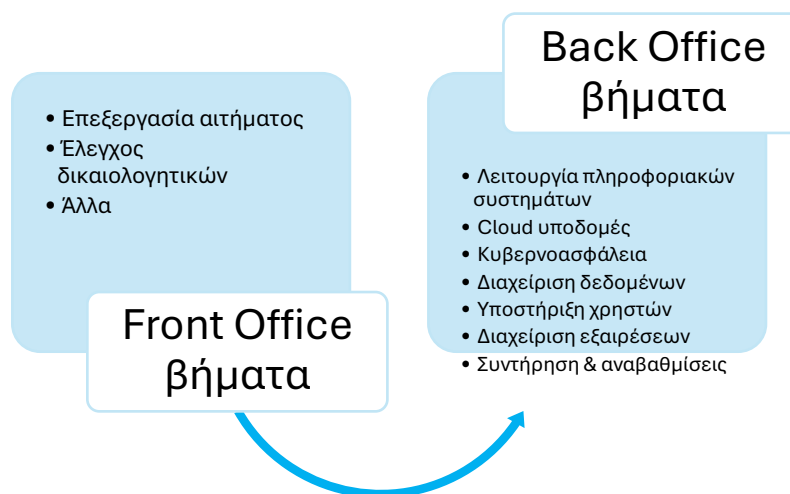 • Επεξεργασία αιτήματος
• Έλεγχος
δικαιολογητικών
• Άλλα
Front Office
βήματα
Back Office
βήματα
• Λειτουργία πληροφοριακών
συστημάτων
• Cloud υποδομές
• Κυβερνοασφάλεια
• Διαχείριση δεδομένων
• Υποστήριξη χρηστών
• Διαχείριση εξαιρέσεων
• Συντήρηση & αναβαθμίσεις